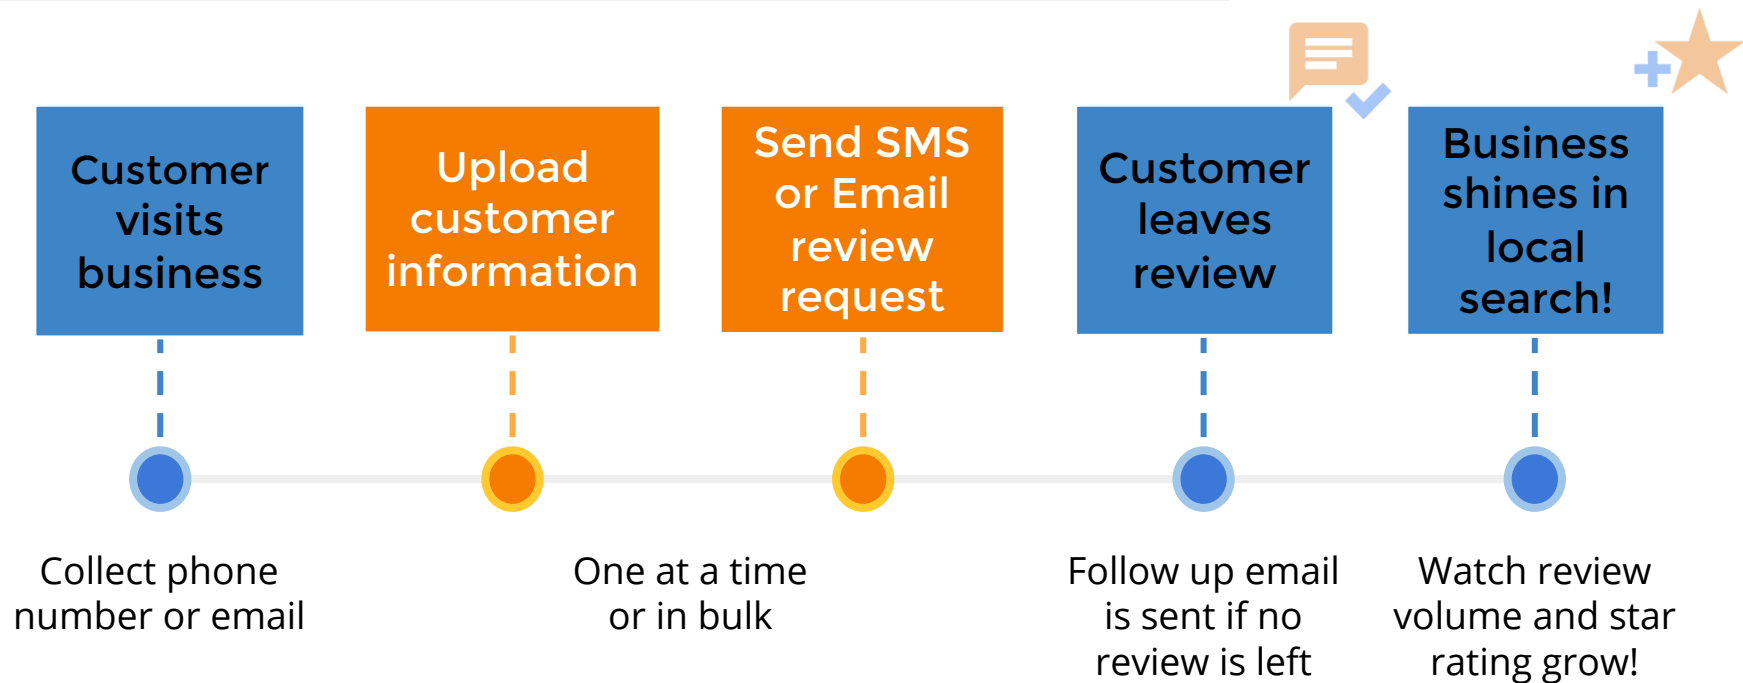 Customer
visits
business
Upload
customer
information
Send SMS
or Email
review
request
Customer
leaves
review
Business
shines in
local
search!
Collect phone
number or email
One at a time
or in bulk
Follow up email
is sent if no
review is left
Watch review
volume and star
rating grow!